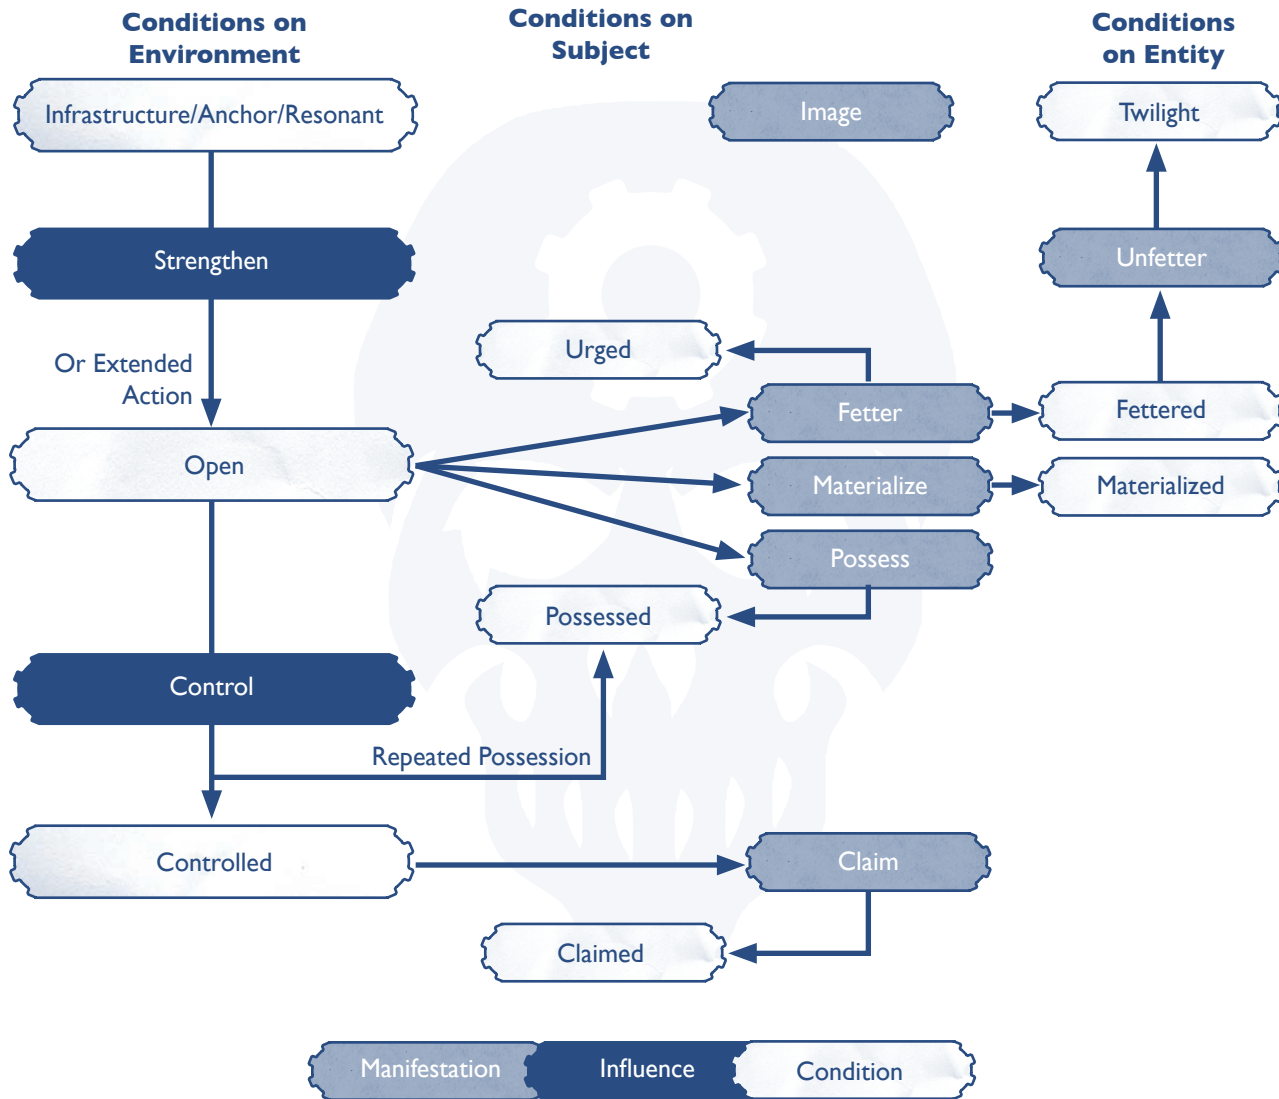 Conditions on
Environment
Conditions on
Subject
Conditions
on Entity
Infrastructure/Anchor/Resonant
Image
Twilight
Strengthen
Unfetter
Urged
Or Extended
Action
Fetter
Fettered
Open
Materialize
Materialized
Possess
Possessed
Control
Repeated Possession
Controlled
Claim
Claimed
Manifestation
Influence
Condition